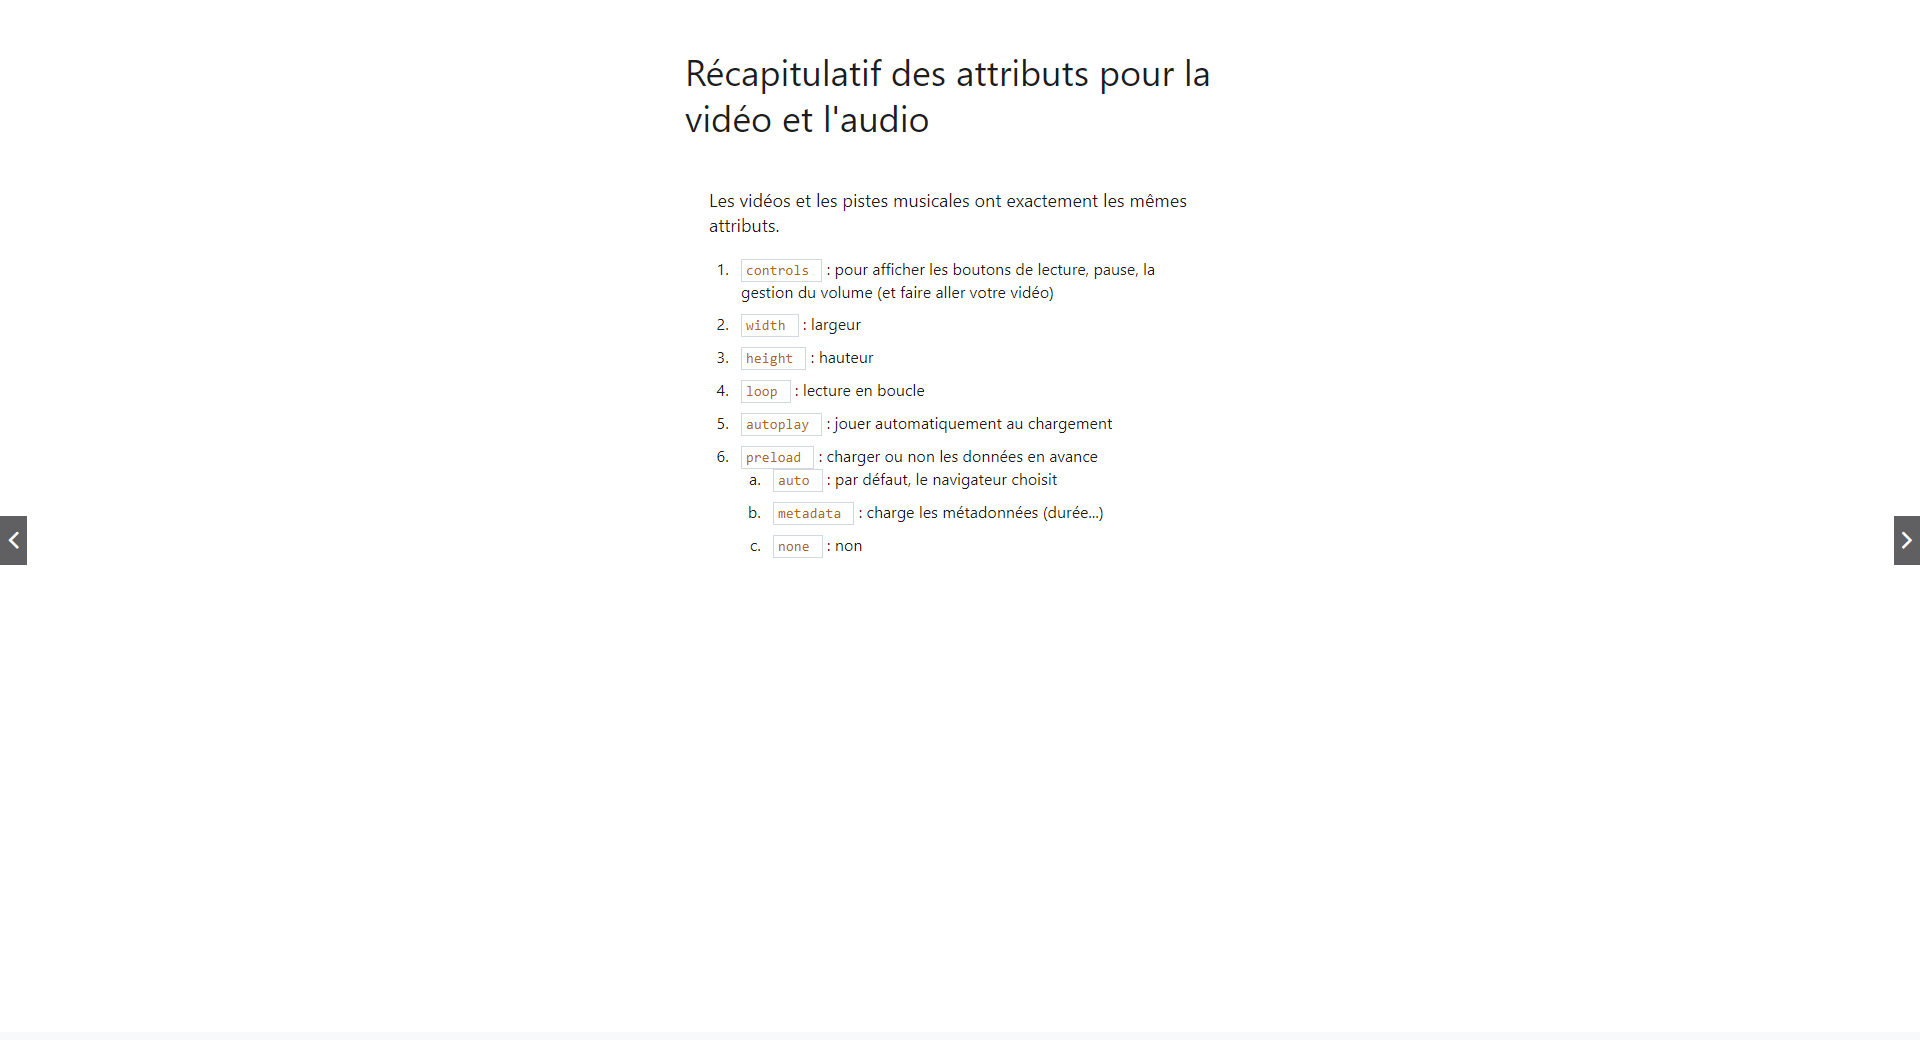 Récapitulatif des attributs pour la
vidéo et l'audio
Les vidéos et les pistes musicales ont exactement les mêmes
attributs.
1. controls : pour afficher les boutons de lecture, pause, la
gestion du volume (et faire aller votre vidéo)
2. width : largeur
3. height : hauteur
4. loop : lecture en boucle
5. autoplay : jouer automatiquement au chargement
6. preload : charger ou non les données en avance
a. auto : par défaut, le navigateur choisit
b. metadata : charge les métadonnées (durée...)
c. none : non